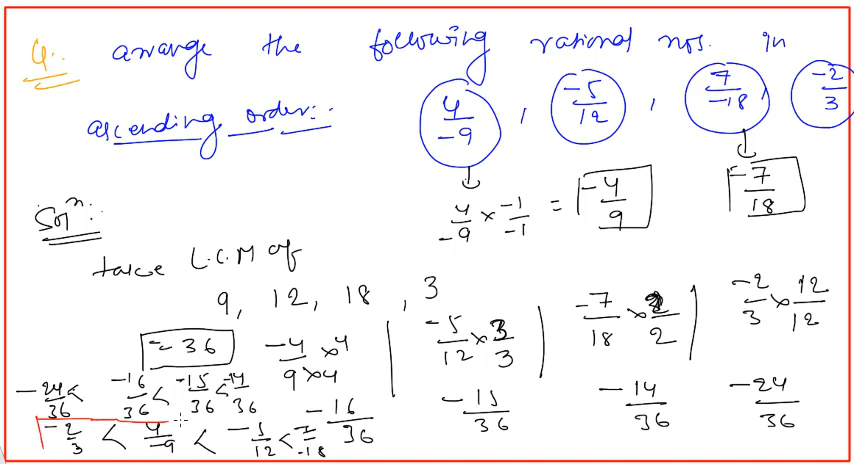 Q:- arrange the following rational nos. in
ascending order:- 4/-9 , -5/12 , 7/-18 , -2/3
4/-9 × -1/-1 = -4/9 -7/18
Solⁿ:-
take L.C.M of
9, 12, 18, 3
= 36
-4/9 ×4/×4 | -5/12 × 3/3 | -7/18 × 2/2 | -2/3 × 12/12
-16/36 -15/36 -14/36 -24/36
-24/36 < -16/36 < -15/36 < -14/36
-2/3 < 4/-9 < -5/12 < 7/-18